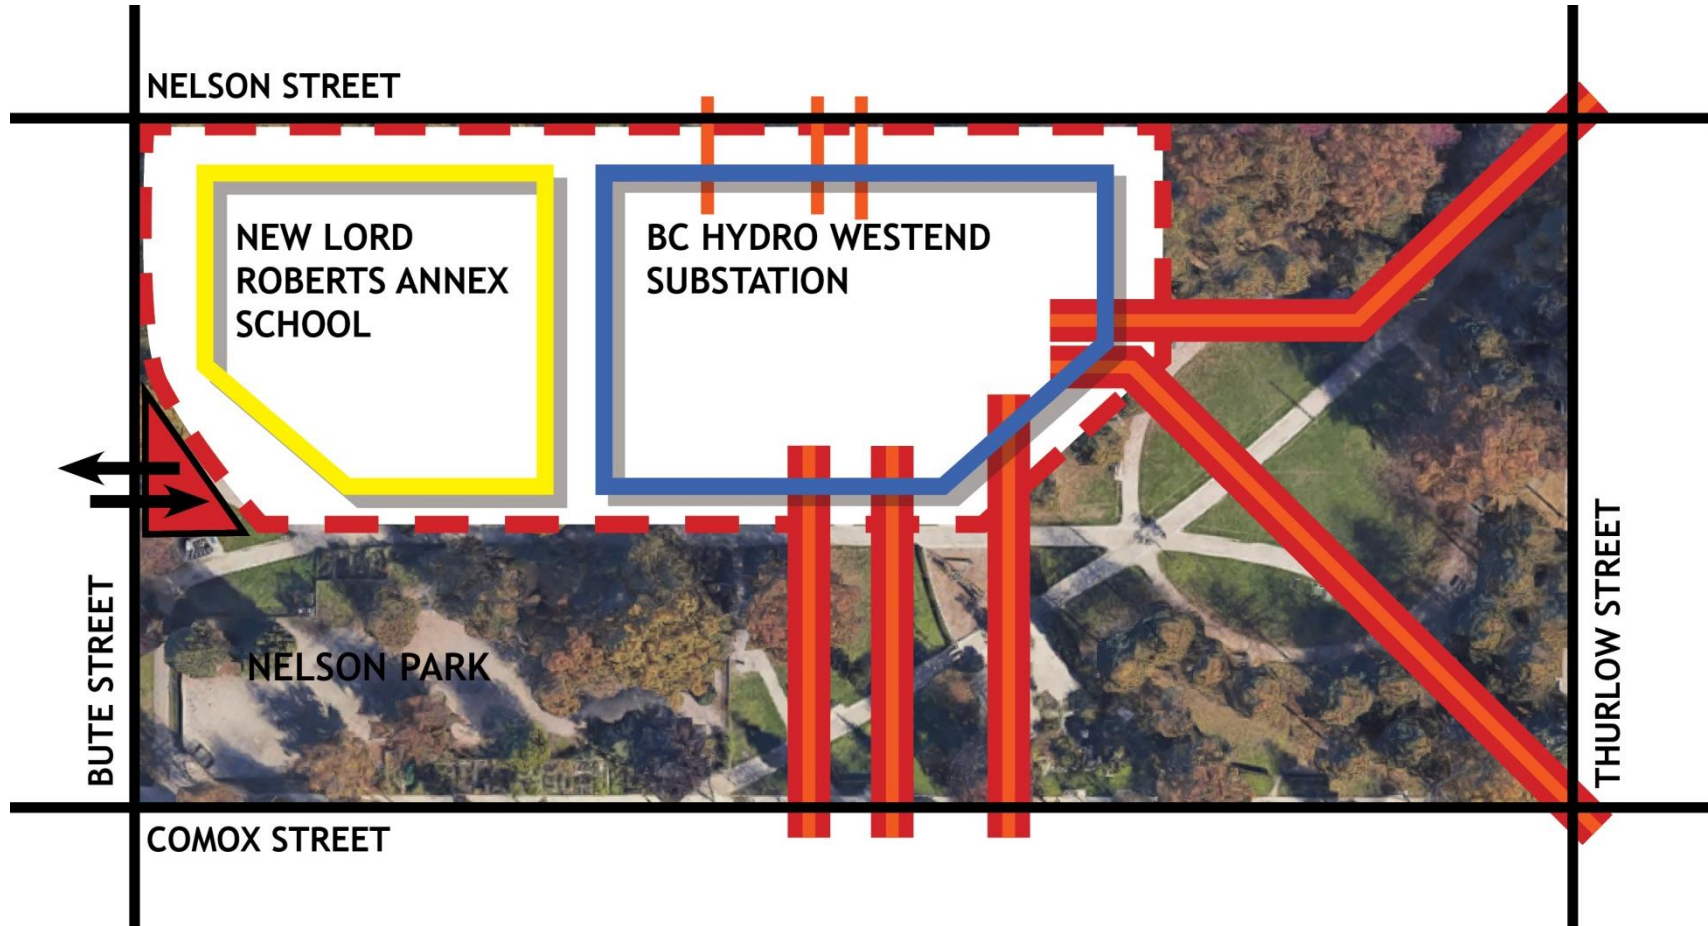 NELSON STREET
NEW LORD
ROBERTS ANNEX
SCHOOL
BC HYDRO WESTEND
SUBSTATION
BUTE STREET
NELSON PARK
THURLOW STREET
COMOX STREET